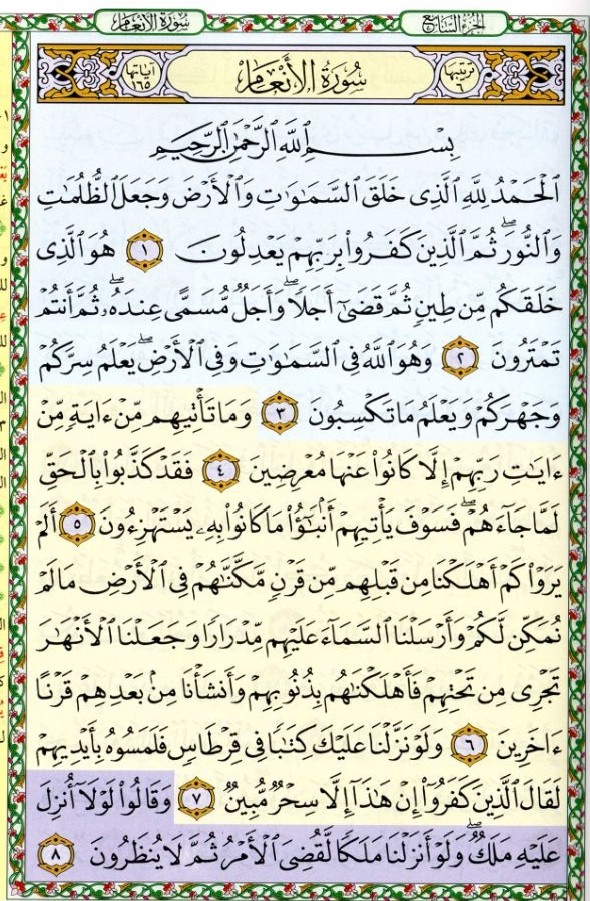 سُورَةُ الأَنعَام
الجُزءُ السَّابِعُ
ترتيبها ٦
سُورَةُ الأَنْعَام
آياتها ١٦٥
بِسْمِ ٱللَّهِ ٱلرَّحْمَٰنِ ٱلرَّحِيمِ
ٱلْحَمْدُ لِلَّهِ ٱلَّذِى خَلَقَ ٱلسَّمَٰوَٰتِ وَٱلْأَرْضَ وَجَعَلَ ٱلظُّلُمَٰتِ
وَٱلنُّورَ ۖ ثُمَّ ٱلَّذِينَ كَفَرُوا۟ بِرَبِّهِمْ يَعْدِلُونَ ١ هُوَ ٱلَّذِى
خَلَقَكُم مِّن طِينٍ ثُمَّ قَضَىٰٓ أَجَلًا ۖ وَأَجَلٌ مُّسَمًّى عِندَهُۥ ۖ ثُمَّ أَنتُمْ
تَمْتَرُونَ ٢ وَهُوَ ٱللَّهُ فِى ٱلسَّمَٰوَٰتِ وَفِى ٱلْأَرْضِ ۖ يَعْلَمُ سِرَّكُمْ
وَجَهْرَكُمْ وَيَعْلَمُ مَا تَكْسِبُونَ ٣ وَمَا تَأْتِيهِم مِّنْ ءَايَةٍ مِّنْ
ءَايَٰتِ رَبِّهِمْ إِلَّا كَانُوا۟ عَنْهَا مُعْرِضِينَ ٤ فَقَدْ كَذَّبُوا۟ بِٱلْحَقِّ
لَمَّا جَآءَهُمْ ۖ فَسَوْفَ يَأْتِيهِمْ أَنۢبَٰٓؤُا۟ مَا كَانُوا۟ بِهِۦ يَسْتَهْزِءُونَ ٥ أَلَمْ
يَرَوْا۟ كَمْ أَهْلَكْنَا مِن قَبْلِهِم مِّن قَرْنٍ مَّكَّنَّٰهُمْ فِى ٱلْأَرْضِ مَا لَمْ
نُمَكِّن لَّكُمْ وَأَرْسَلْنَا ٱلسَّمَآءَ عَلَيْهِم مِّدْرَارًا وَجَعَلْنَا ٱلْأَنْهَٰرَ
تَجْرِى مِن تَحْتِهِمْ فَأَهْلَكْنَٰهُم بِذُنُوبِهِمْ وَأَنشَأْنَا مِنۢ بَعْدِهِمْ قَرْنًا
ءَاخَرِينَ ٦ وَلَوْ نَزَّلْنَا عَلَيْكَ كِتَٰبًا فِى قِرْطَاسٍ فَلَمَسُوهُ بِأَيْدِيهِمْ
لَقَالَ ٱلَّذِينَ كَفَرُوٓا۟ إِنْ هَٰذَآ إِلَّا سِحْرٌ مُّبِينٌ ٧ وَقَالُوا۟ لَوْلَآ أُنزِلَ
عَلَيْهِ مَلَكٌ ۖ وَلَوْ أَنزَلْنَا مَلَكًا لَّقُضِىَ ٱلْأَمْرُ ثُمَّ لَا يُنظَرُونَ ٨